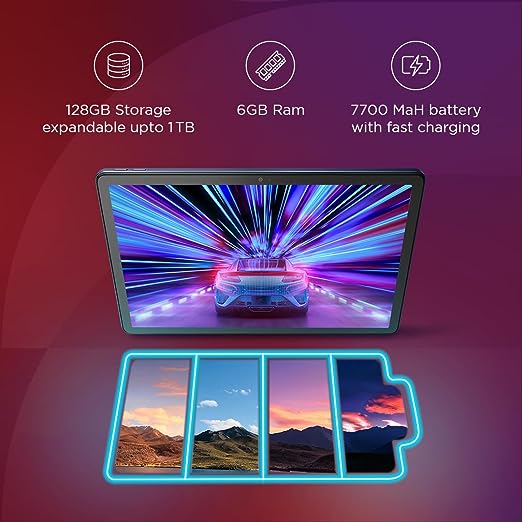 128GB Storage
expandable upto 1TB
6GB Ram
7700 MaH battery
with fast charging